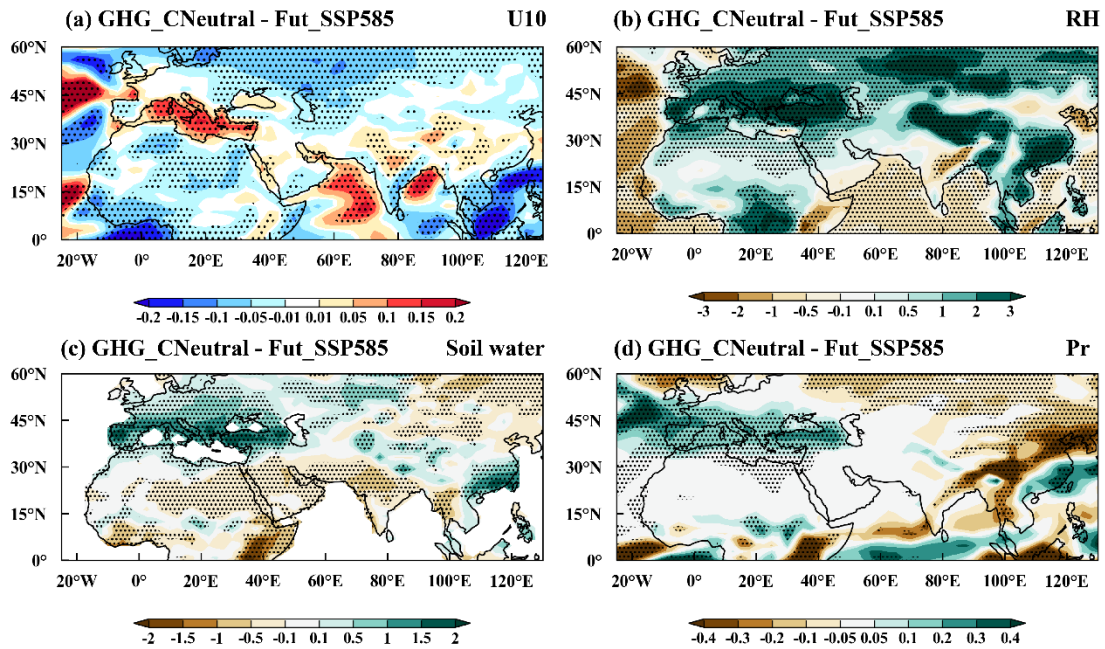 (a) GHG_CNeutral - Fut_SSP585 U10
60°N
45°N
30°N
15°N
0°
20°W 0° 20°E 40°E 60°E 80°E 100°E 120°E
-0.2 -0.15 -0.1 -0.05 -0.01 0.01 0.05 0.1 0.15 0.2
(b) GHG_CNeutral - Fut_SSP585 RH
60°N
45°N
30°N
15°N
0°
20°W 0° 20°E 40°E 60°E 80°E 100°E 120°E
-3 -2 -1 -0.5 -0.1 0.1 0.5 1 2 3
(c) GHG_CNeutral - Fut_SSP585 Soil water
60°N
45°N
30°N
15°N
0°
20°W 0° 20°E 40°E 60°E 80°E 100°E 120°E
-2 -1.5 -1 -0.5 -0.1 0.1 0.5 1 1.5 2
(d) GHG_CNeutral - Fut_SSP585 Pr
60°N
45°N
30°N
15°N
0°
20°W 0° 20°E 40°E 60°E 80°E 100°E 120°E
-0.4 -0.3 -0.2 -0.1 -0.05 0.05 0.1 0.2 0.3 0.4